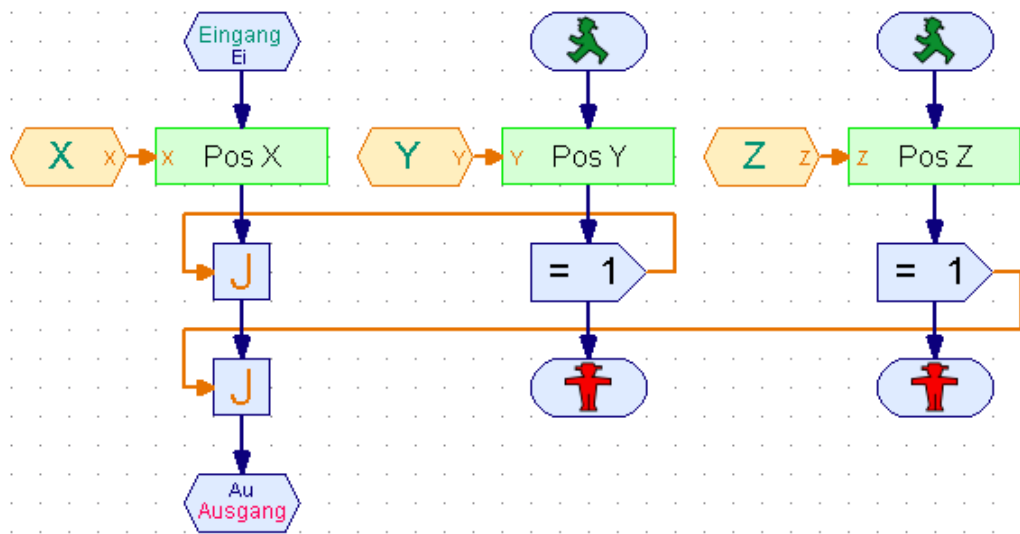 Eingang
Ei
X X X Pos X
Y Y Y Pos Y
Z Z Z Pos Z
J
= 1
= 1
J
Au
Ausgang